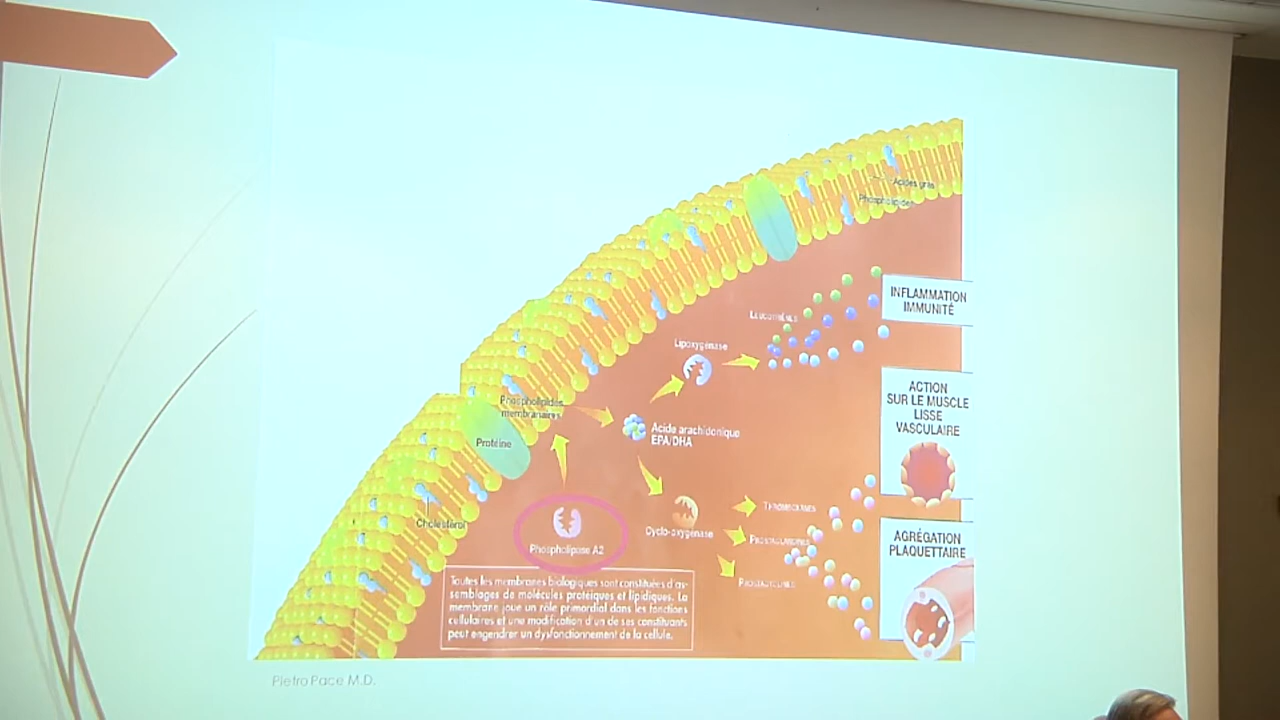 Acides gras
Phospholipides
INFLAMMATION
IMMUNITÉ
Leucotriènes
Lipoxygénase
ACTION
SUR LE MUSCLE
LISSE
VASCULAIRE
Phospholipides
membranaires
Protéine
Acide arachidonique
EPA/DHA
Cholestérol
Phospholipase A2
Cyclo-oxygénase
Thromboxanes
Prostaglandines
Prostacyclines
AGRÉGATION
PLAQUETTAIRE
Toutes les membranes biologiques sont constituées d'as-
semblages de molécules protéiques et lipidiques. La
membrane joue un rôle primordial dans les fonctions
cellulaires et une modification d'un de ses constituants
peut engendrer un dysfonctionnement de la cellule.
Pietro Pace M.D.